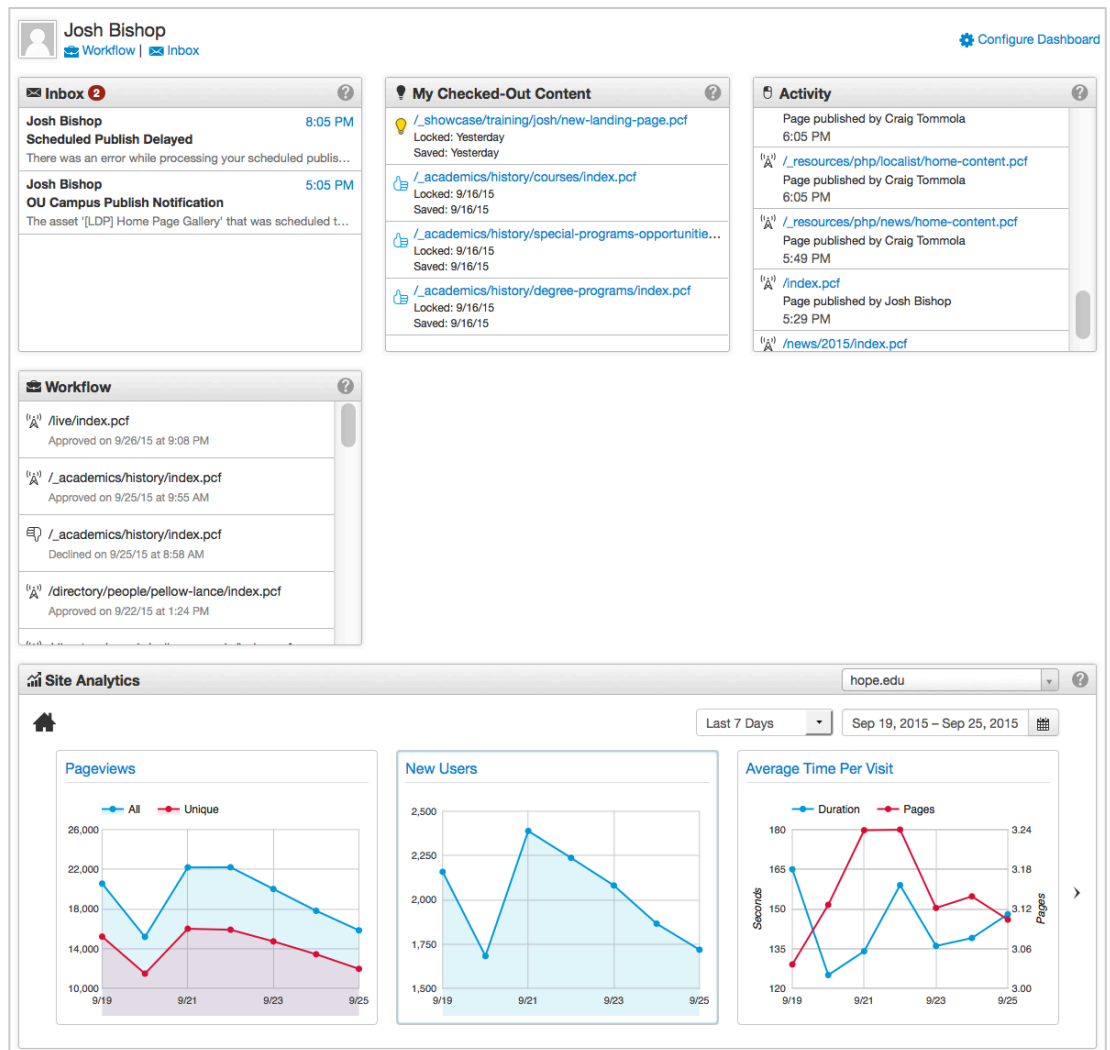 Josh Bishop
Workflow | Inbox
Configure Dashboard
Inbox 2
Josh Bishop 8:05 PM
Scheduled Publish Delayed
There was an error while processing your scheduled publis...
Josh Bishop 5:05 PM
OU Campus Publish Notification
The asset '[LDP] Home Page Gallery' that was scheduled t...
My Checked-Out Content
/_showcase/training/josh/new-landing-page.pcf
Locked: Yesterday
Saved: Yesterday
/_academics/history/courses/index.pcf
Locked: 9/16/15
Saved: 9/16/15
/_academics/history/special-programs-opportunitie...
Locked: 9/16/15
Saved: 9/16/15
/_academics/history/degree-programs/index.pcf
Locked: 9/16/15
Saved: 9/16/15
Activity
Page published by Craig Tommola
6:05 PM
/_resources/php/localist/home-content.pcf
Page published by Craig Tommola
6:05 PM
/_resources/php/news/home-content.pcf
Page published by Craig Tommola
5:49 PM
/index.pcf
Page published by Josh Bishop
5:29 PM
/news/2015/index.pcf
Workflow
/live/index.pcf
Approved on 9/26/15 at 9:08 PM
/_academics/history/index.pcf
Approved on 9/25/15 at 9:55 AM
/_academics/history/index.pcf
Declined on 9/25/15 at 8:58 AM
/directory/people/pellow-lance/index.pcf
Approved on 9/22/15 at 1:24 PM
Site Analytics
hope.edu
Last 7 Days
Sep 19, 2015 – Sep 25, 2015
Pageviews
All Unique
26,000
22,000
18,000
14,000
10,000
9/19 9/21 9/23 9/25
New Users
2,500
2,250
2,000
1,750
1,500
9/19 9/21 9/23 9/25
Average Time Per Visit
Duration Pages
180 3.24
165 3.18
150 3.12
135 3.06
120 3.00
Seconds
Pages
9/19 9/21 9/23 9/25